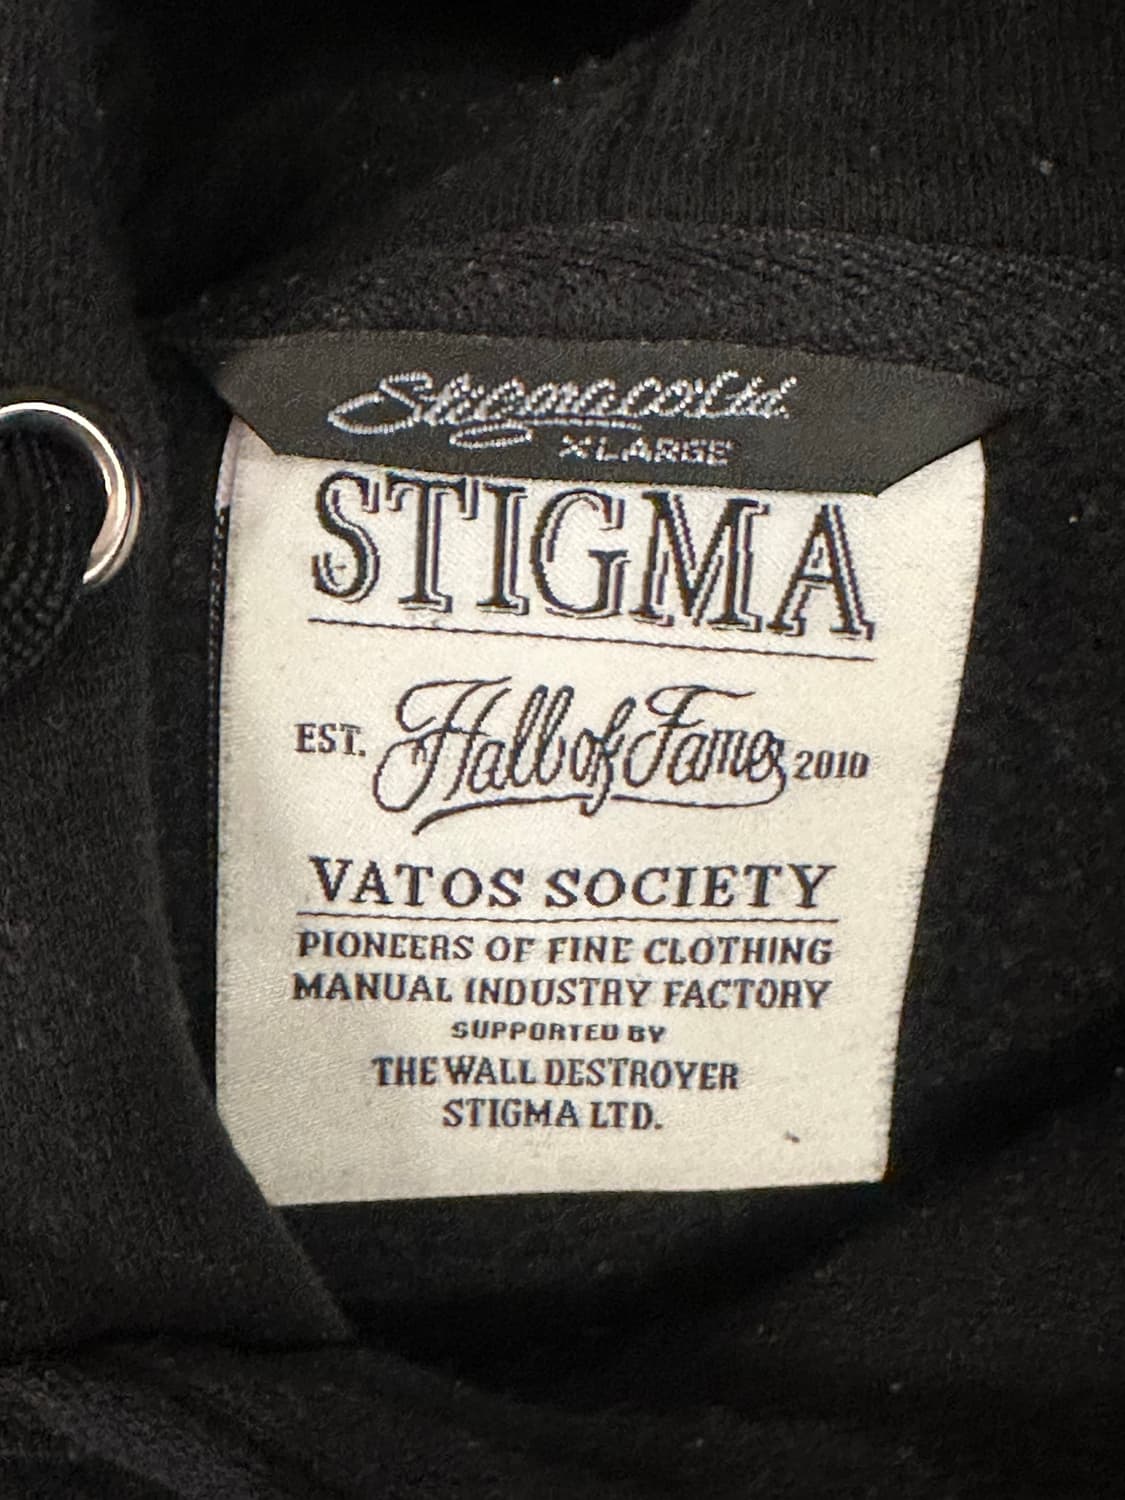 Stigmacoltd.
XLARGE
STIGMA
EST. Hall of Fame 2010
VATOS SOCIETY
PIONEERS OF FINE CLOTHING
MANUAL INDUSTRY FACTORY
SUPPORTED BY
THE WALL DESTROYER
STIGMA LTD.